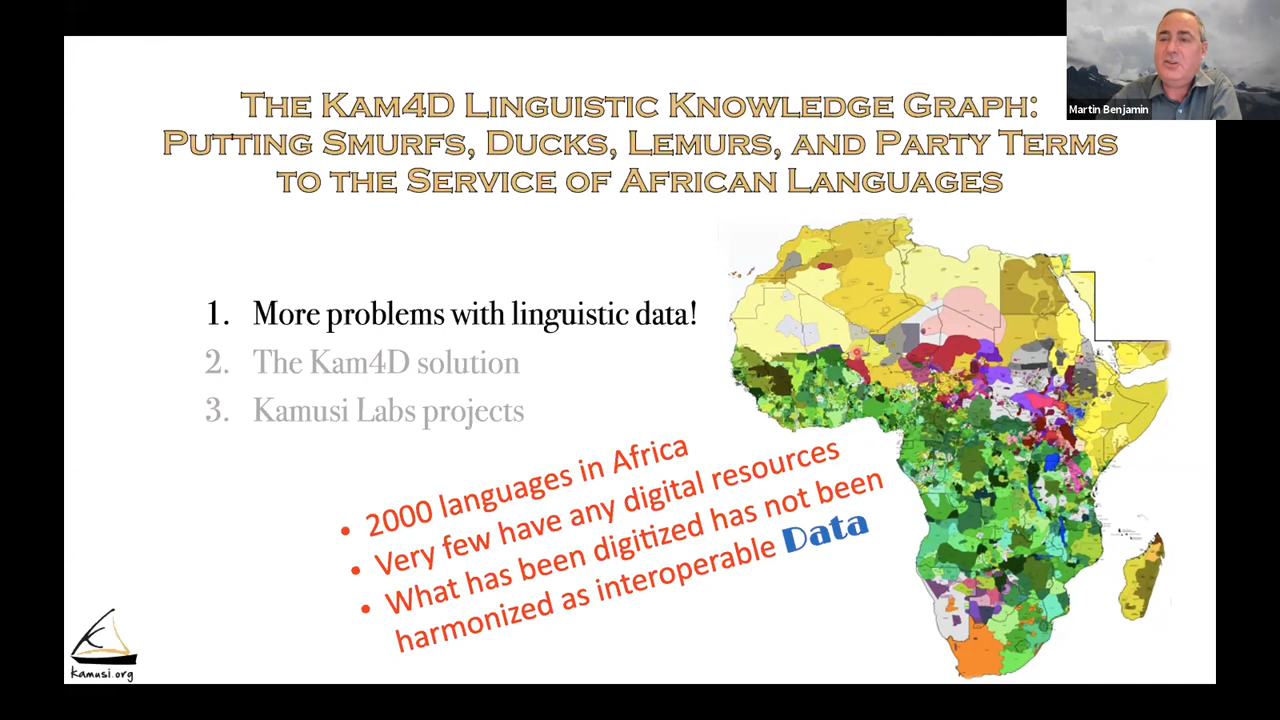 THE KAM4D LINGUISTIC KNOWLEDGE GRAPH:
PUTTING SMURFS, DUCKS, LEMURS, AND PARTY TERMS
TO THE SERVICE OF AFRICAN LANGUAGES
Martin Benjamin
1. More problems with linguistic data!
2. The Kam4D solution
3. Kamusi Labs projects
• 2000 languages in Africa
• Very few have any digital resources
• What has been digitized has not been
harmonized as interoperable Data
kamusi.org